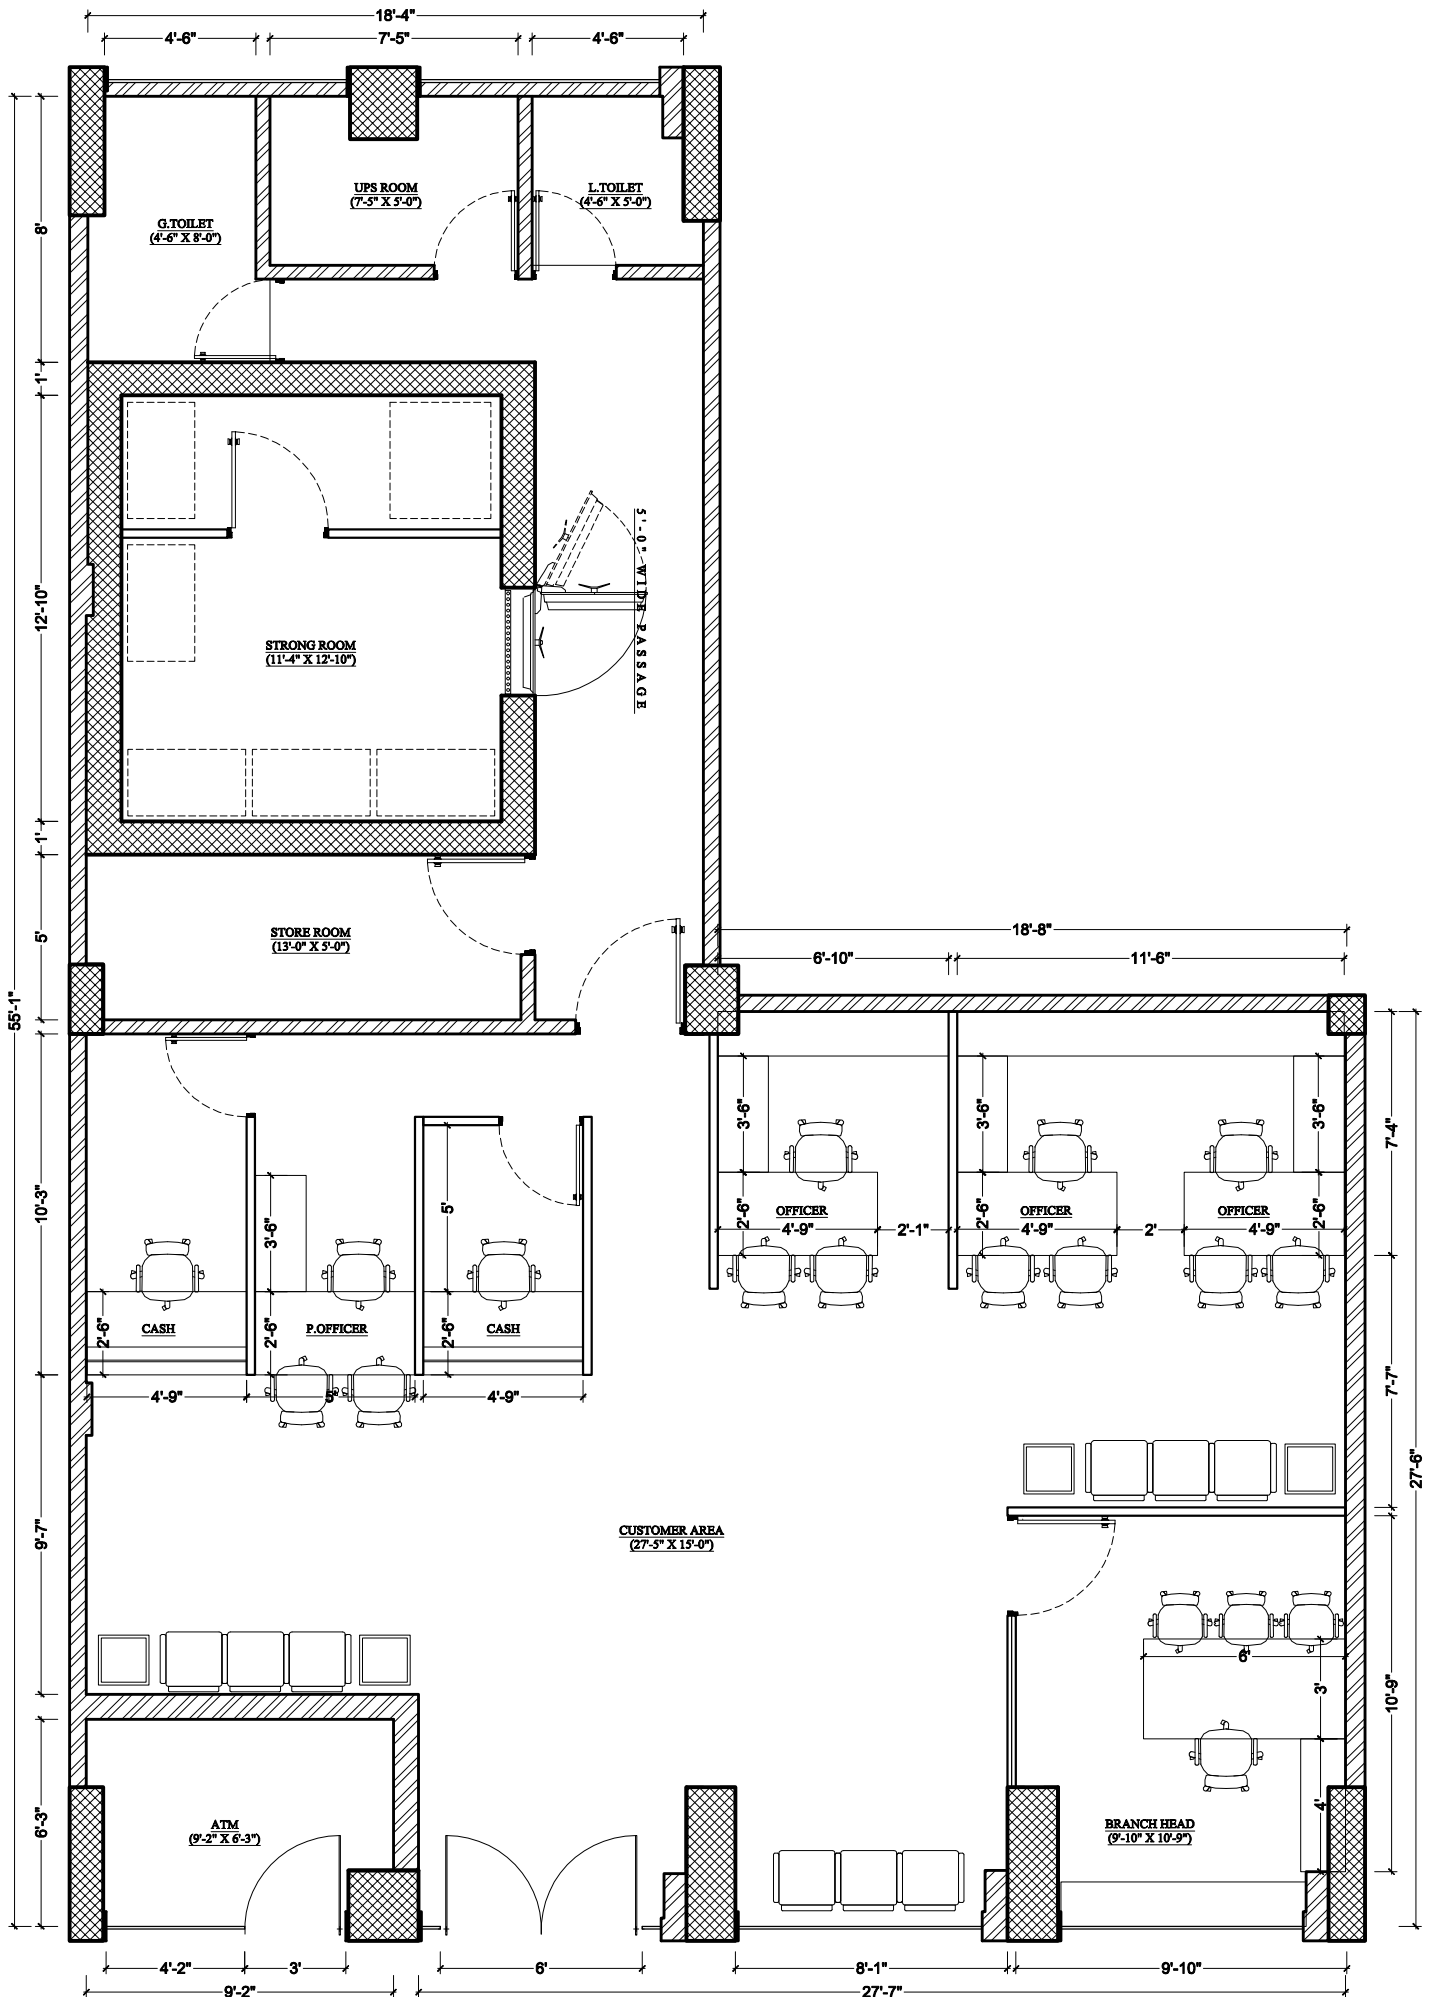 18'-4"
4'-6" 7'-5" 4'-6"
UPS ROOM
(7'-5" X 5'-0")
L.TOILET
(4'-6" X 5'-0")
G.TOILET
(4'-6" X 8'-0")
8'
1'
5'-0" WIDE PASSAGE
12'-10"
STRONG ROOM
(11'-4" X 12'-10")
1'
5'
STORE ROOM
(13'-0" X 5'-0")
55'-1"
18'-8"
6'-10" 11'-6"
3'-6" 3'-6" 3'-6"
7'-4"
10'-3"
5'
3'-6"
OFFICER OFFICER OFFICER
2'-6" 2'-6" 2'-6"
4'-9" 2'-1" 4'-9" 2' 4'-9"
CASH P.OFFICER CASH
2'-6" 2'-6" 2'-6"
4'-9" 5' 4'-9"
7'-7"
27'-6"
9'-7"
CUSTOMER AREA
(27'-5" X 15'-0")
6'
3'
10'-9"
4'
6'-3"
ATM
(9'-2" X 6'-3")
BRANCH HEAD
(9'-10" X 10'-9")
4'-2" 3' 6' 8'-1" 9'-10"
9'-2" 27'-7"